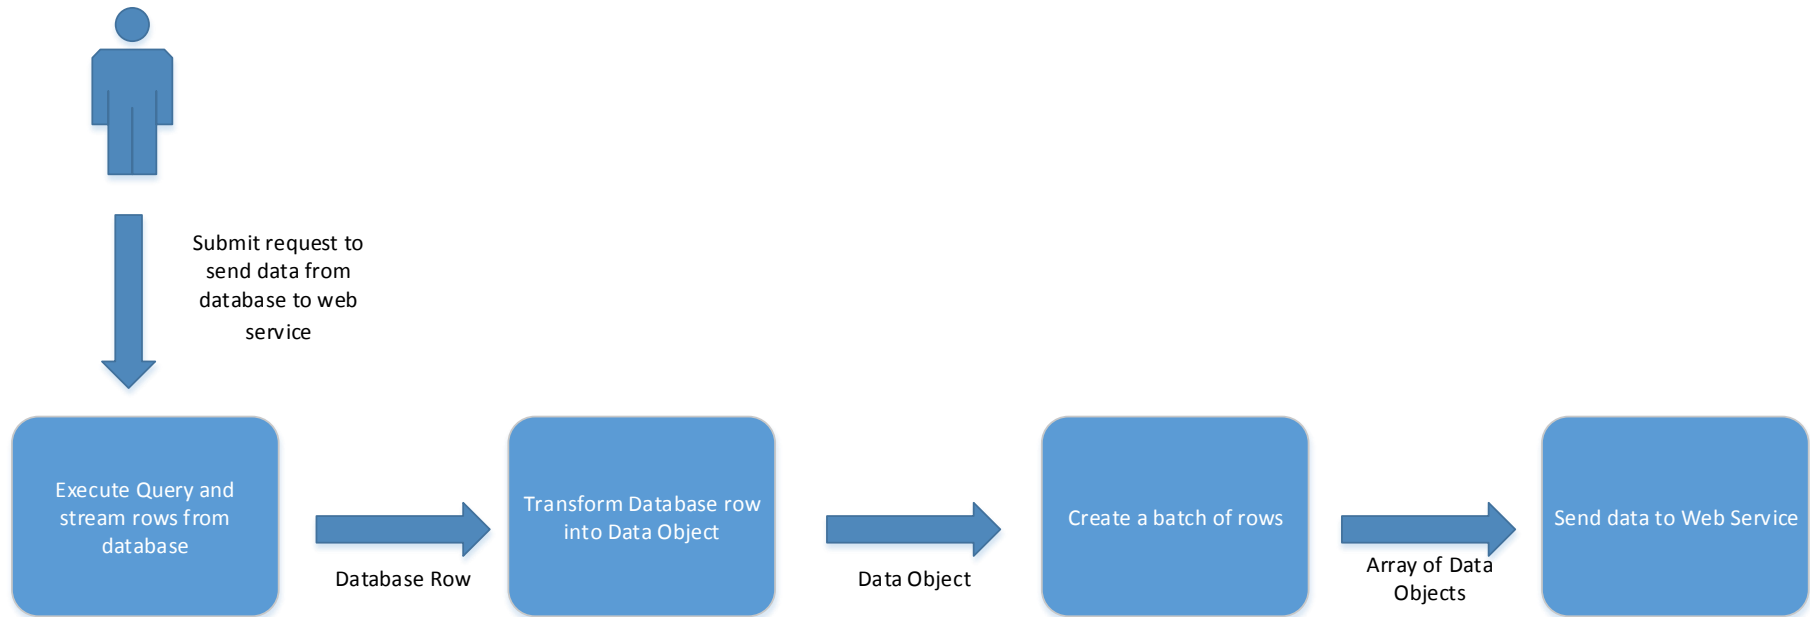 Submit request to
send data from
database to web
service
Execute Query and
stream rows from
database
Database Row
Transform Database row
into Data Object
Data Object
Create a batch of rows
Array of Data
Objects
Send data to Web Service